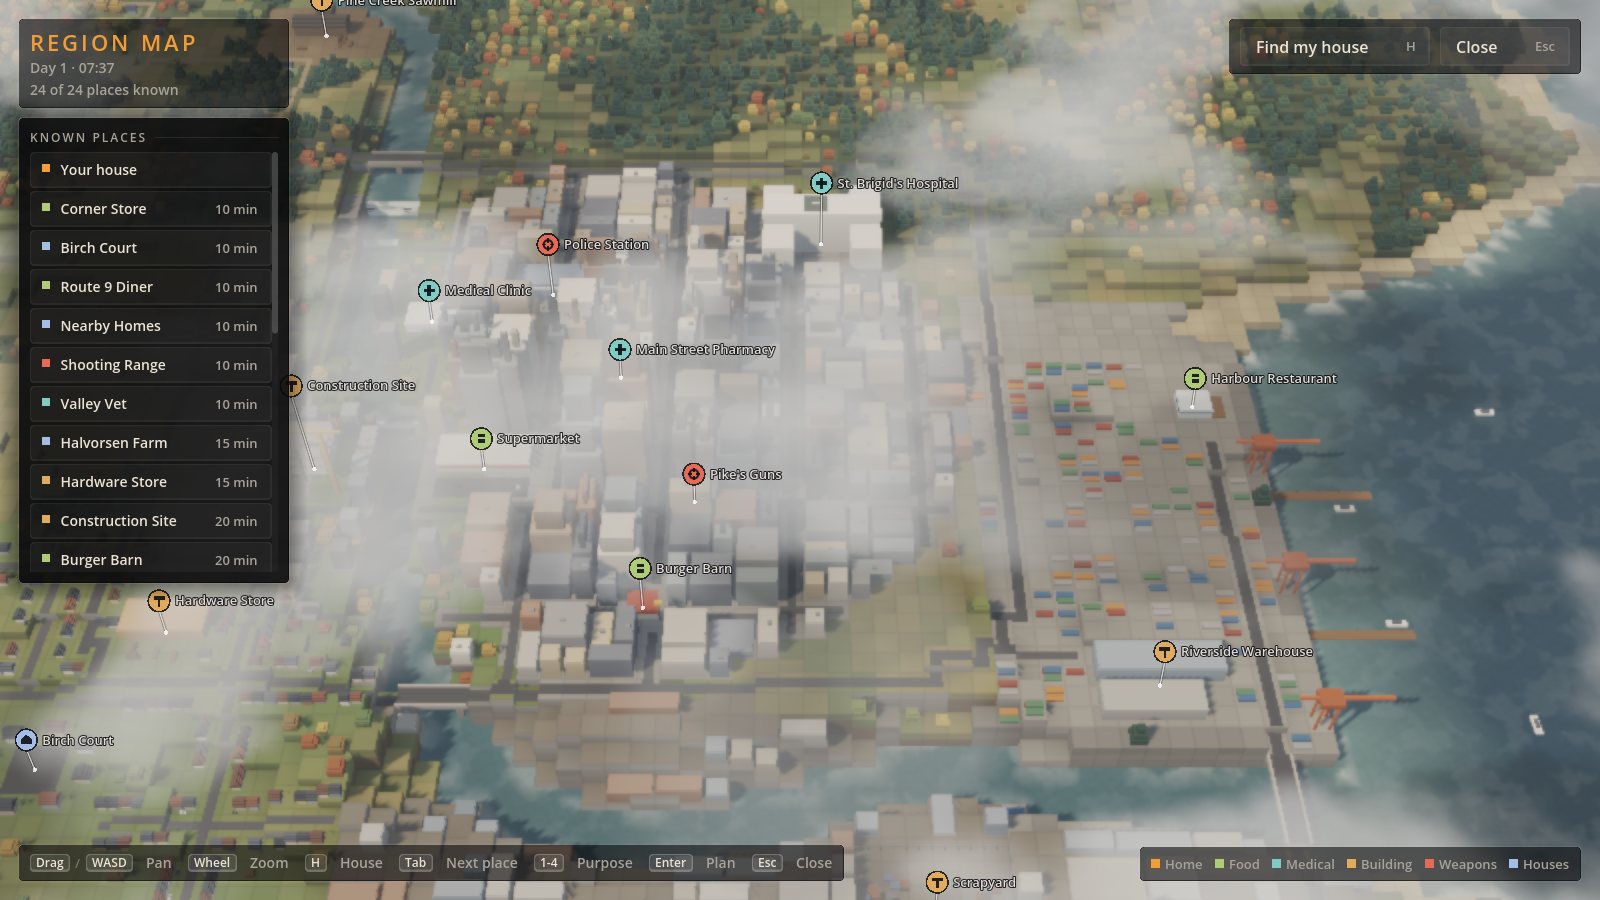 Pine Creek Sawmill
REGION MAP
Day 1 · 07:37
24 of 24 places known
Find my house H
Close Esc
KNOWN PLACES
Your house
Corner Store 10 min
Birch Court 10 min
Route 9 Diner 10 min
Nearby Homes 10 min
Shooting Range 10 min
Valley Vet 10 min
Halvorsen Farm 15 min
Hardware Store 15 min
Construction Site 20 min
Burger Barn 20 min
St. Brigid's Hospital
Police Station
Medical Clinic
Main Street Pharmacy
Construction Site
Harbour Restaurant
Supermarket
Pike's Guns
Burger Barn
Hardware Store
Riverside Warehouse
Birch Court
Scrapyard
Drag / WASD Pan Wheel Zoom H House Tab Next place 1-4 Purpose Enter Plan Esc Close
Home Food Medical Building Weapons Houses